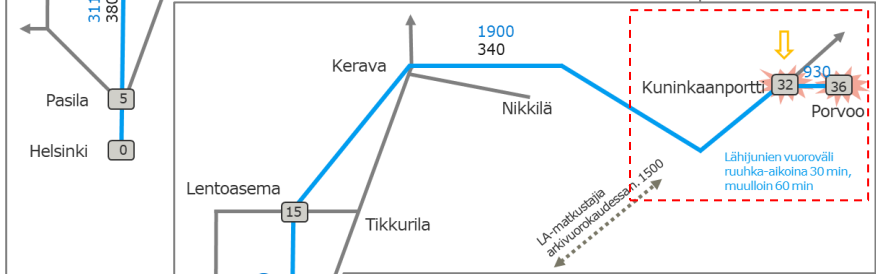 311
380
Pasila
5
Helsinki
0
1900
340
Kerava
Nikkilä
Kuninkaanportti
32
930
36
Porvoo
Lähijunien vuoroväli
ruuhka-aikoina 30 min,
muulloin 60 min
Lentoasema
15
Tikkurila
LA-matkustajia
arkivuorokaudessa n. 1500